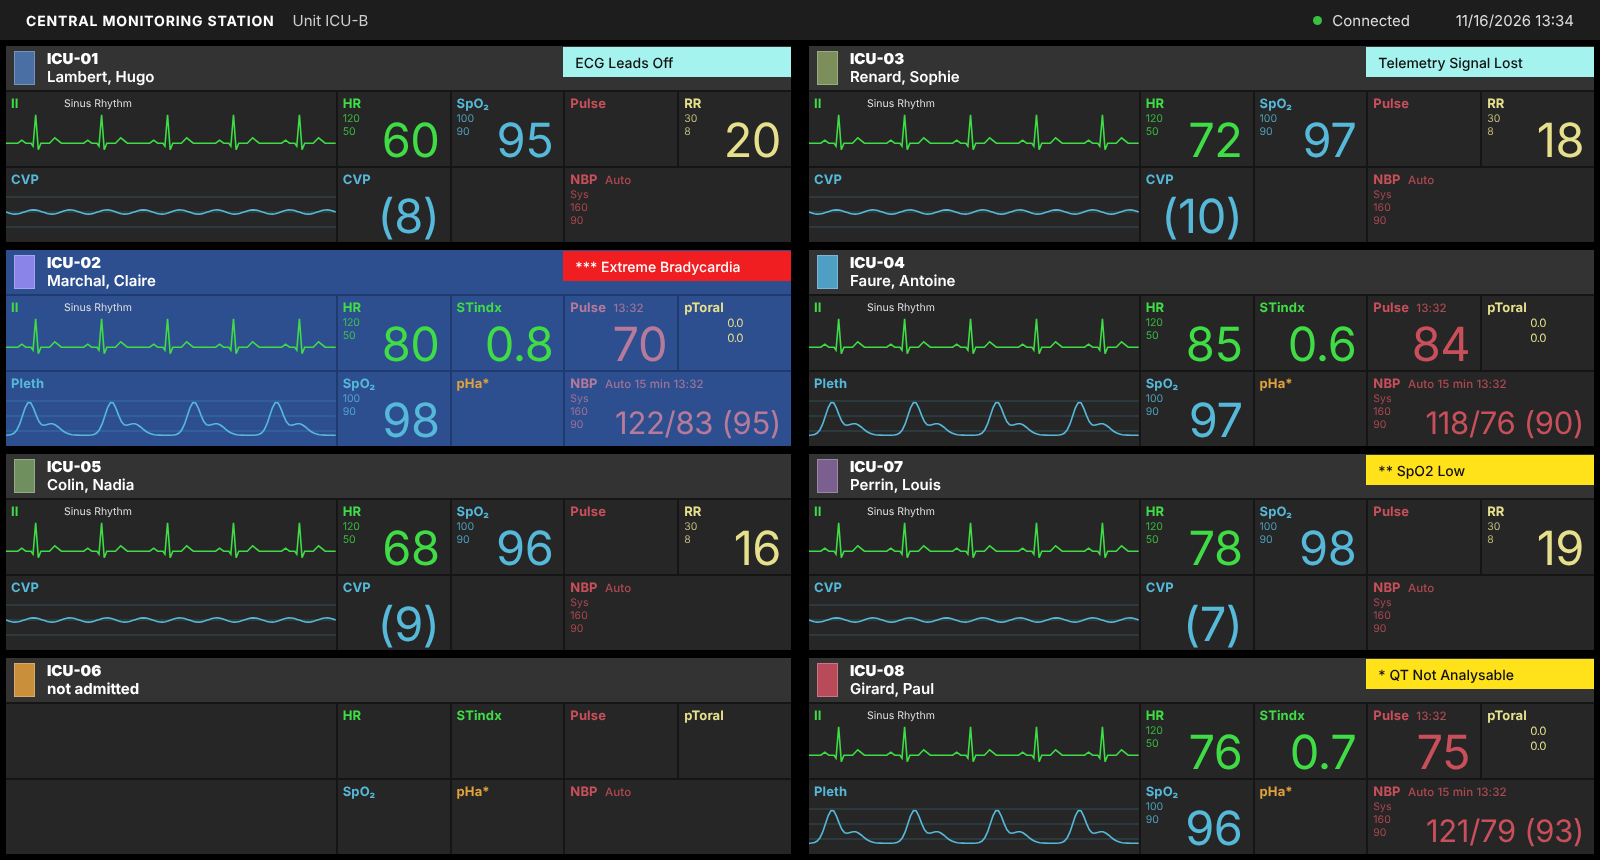 CENTRAL MONITORING STATION Unit ICU-B Connected 11/16/2026 13:34
ICU-01
Lambert, Hugo
ECG Leads Off
II Sinus Rhythm
HR
120
50
60
SpO₂
100
90
95
Pulse
RR
30
8
20
CVP
CVP
(8)
NBP Auto
Sys
160
90
ICU-03
Renard, Sophie
Telemetry Signal Lost
II Sinus Rhythm
HR
120
50
72
SpO₂
100
90
97
Pulse
RR
30
8
18
CVP
CVP
(10)
NBP Auto
Sys
160
90
ICU-02
Marchal, Claire
*** Extreme Bradycardia
II Sinus Rhythm
HR
120
50
80
STindx
0.8
Pulse 13:32
70
pToral
0.0
0.0
Pleth
SpO₂
100
90
98
pHa*
NBP Auto 15 min 13:32
Sys
160
90
122/83 (95)
ICU-04
Faure, Antoine
II Sinus Rhythm
HR
120
50
85
STindx
0.6
Pulse 13:32
84
pToral
0.0
0.0
Pleth
SpO₂
100
90
97
pHa*
NBP Auto 15 min 13:32
Sys
160
90
118/76 (90)
ICU-05
Colin, Nadia
II Sinus Rhythm
HR
120
50
68
SpO₂
100
90
96
Pulse
RR
30
8
16
CVP
CVP
(9)
NBP Auto
Sys
160
90
ICU-07
Perrin, Louis
** SpO2 Low
II Sinus Rhythm
HR
120
50
78
SpO₂
100
90
98
Pulse
RR
30
8
19
CVP
CVP
(7)
NBP Auto
Sys
160
90
ICU-06
not admitted
HR
STindx
Pulse
pToral
SpO₂
pHa*
NBP Auto
ICU-08
Girard, Paul
* QT Not Analysable
II Sinus Rhythm
HR
120
50
76
STindx
0.7
Pulse 13:32
75
pToral
0.0
0.0
Pleth
SpO₂
100
90
96
pHa*
NBP Auto 15 min 13:32
Sys
160
90
121/79 (93)